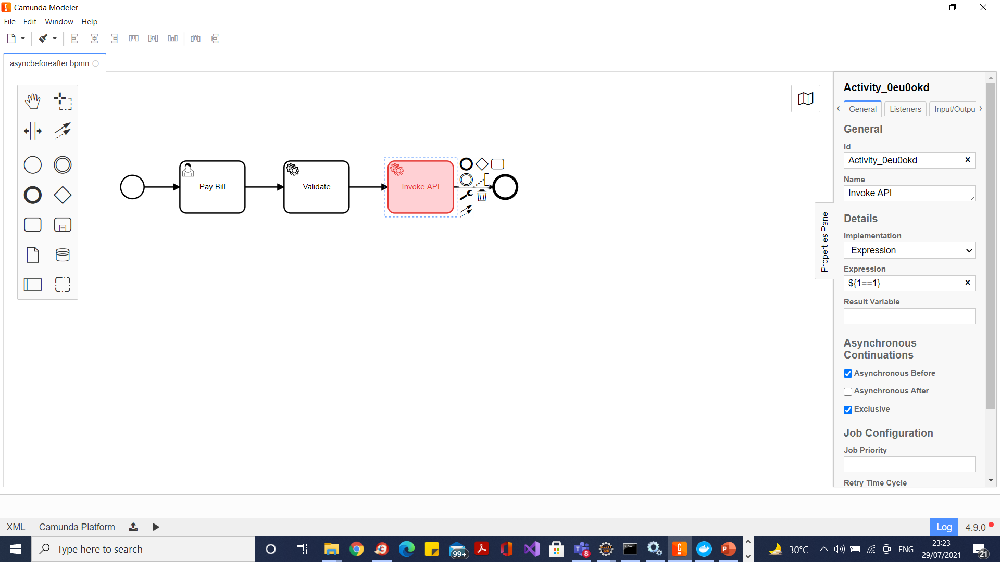 Camunda Modeler
File Edit Window Help
asyncbeforeafter.bpmn
Pay Bill
Validate
Invoke API
Properties Panel
Activity_0eu0okd
General Listeners Input/Outpu
General
Id
Activity_0eu0okd
Name
Invoke API
Details
Implementation
Expression
Expression
${1==1}
Result Variable
Asynchronous
Continuations
Asynchronous Before
Asynchronous After
Exclusive
Job Configuration
Job Priority
Retry Time Cycle
XML Camunda Platform
Log 4.9.0
Type here to search
99+
8
30°C
ENG
23:23
29/07/2021
21